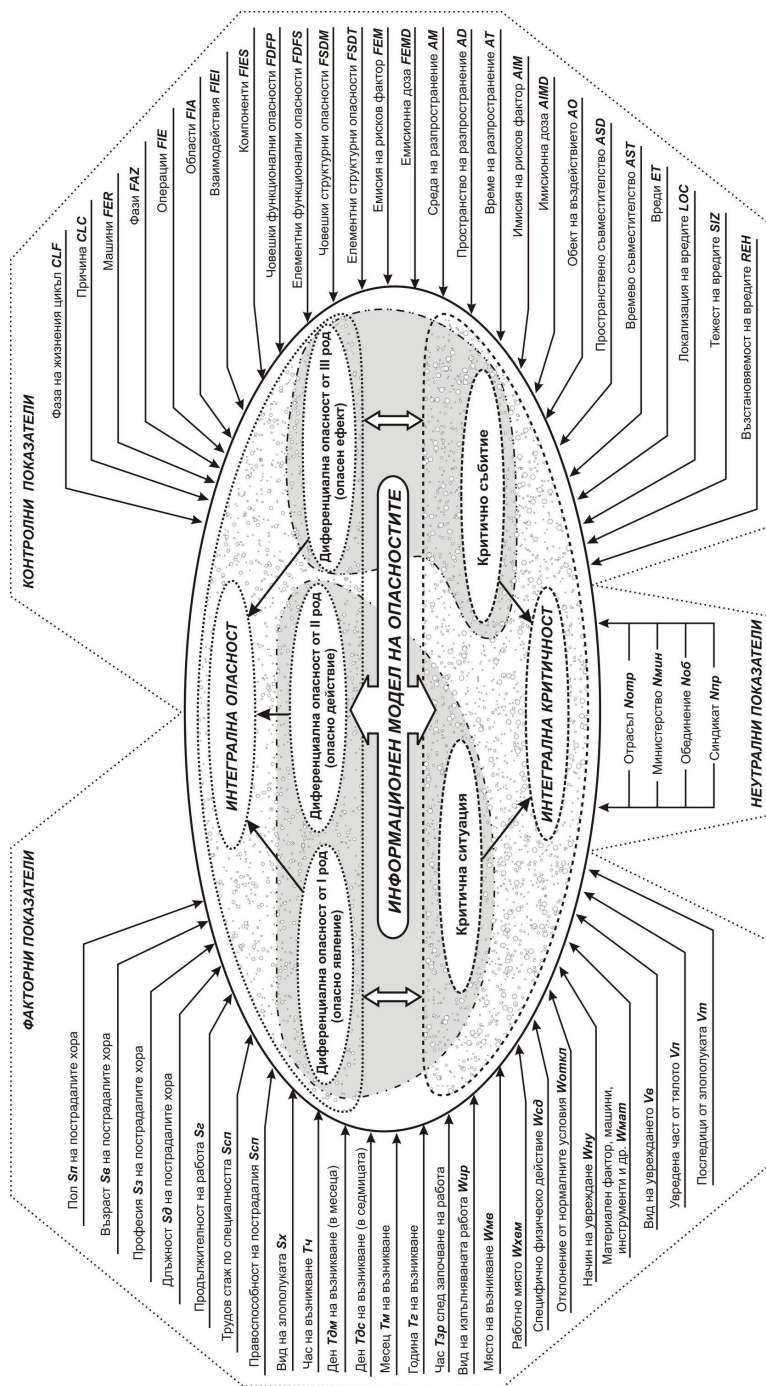 ФАКТОРНИ ПОКАЗАТЕЛИ
Пол Sп на пострадалите хора
Възраст Sв на пострадалите хора
Професия Sз на пострадалите хора
Длъжност Sд на пострадалите хора
Продължителност на работа Sг
Трудов стаж по специалността Sсп
Правоспособност на пострадалия Sсп
Вид на злополуката Sх
Час на възникване Tч
Ден Tдм на възникване (в месеца)
Ден Tдс на възникване (в седмицата)
Месец Tм на възникване
Година Tг на възникване
Час Tзр след започване на работа
Вид на изпълняваната работа Wир
Място на възникване Wмв
Работно място Wхвм
Специфично физическо действие Wсд
Отклонение от нормалните условия Wоткл
Начин на увреждане Wну
Материален фактор, машини,
инструменти и др. Wмат
Вид на увреждането Vв
Увредена част от тялото Vл
Последици от злополуката Vт
КОНТРОЛНИ ПОКАЗАТЕЛИ
Фаза на жизнения цикъл CLF
Причина CLC
Машини FER
Фази FAZ
Операции FIE
Области FIA
Взаимодействия FIEI
Компоненти FIES
Човешки функционални опасности FDFP
Елементни функционални опасности FDFS
Човешки структурни опасности FSDM
Елементни структурни опасности FSDT
Емисия на рисков фактор FEM
Емисионна доза FEMD
Среда на разпространение AM
Пространство на разпространение AD
Време на разпространение AT
Имисия на рисков фактор AIM
Имисионна доза AIMD
Обект на въздействието AO
Пространствено съвместителство ASD
Времево съвместителство AST
Вреди ET
Локализация на вредите LOC
Тежест на вредите SIZ
Възстановяемост на вредите REH
ИНТЕГРАЛНА ОПАСНОСТ
Диференциална опасност от I род
(опасно явление)
Диференциална опасност от II род
(опасно действие)
Диференциална опасност от III род
(опасен ефект)
ИНФОРМАЦИОНЕН МОДЕЛ НА ОПАСНОСТИТЕ
Критична ситуация
Критично събитие
ИНТЕГРАЛНА КРИТИЧНОСТ
Отрасъл Nотр
Министерство Nмин
Обединение Nоб
Синдикат Nпр
НЕУТРАЛНИ ПОКАЗАТЕЛИ